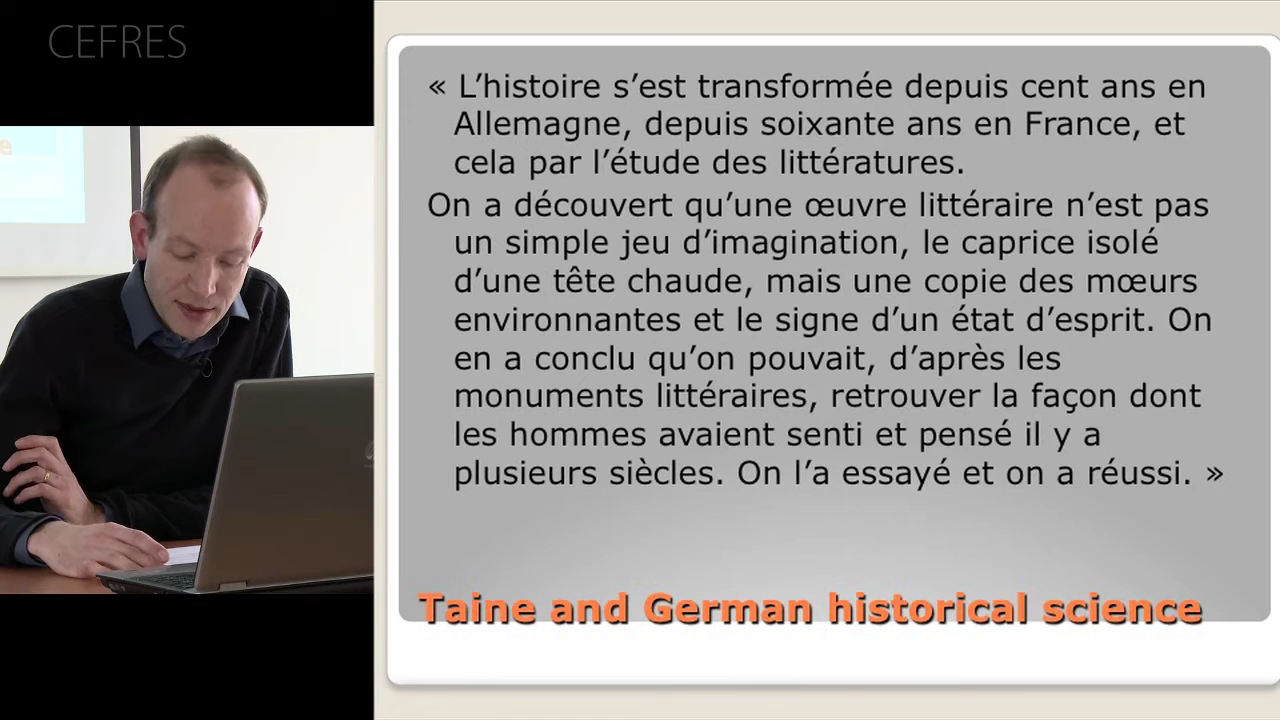 CEFRES
« L’histoire s’est transformée depuis cent ans en
Allemagne, depuis soixante ans en France, et
cela par l’étude des littératures.
On a découvert qu’une œuvre littéraire n’est pas
un simple jeu d’imagination, le caprice isolé
d’une tête chaude, mais une copie des mœurs
environnantes et le signe d’un état d’esprit. On
en a conclu qu’on pouvait, d’après les
monuments littéraires, retrouver la façon dont
les hommes avaient senti et pensé il y a
plusieurs siècles. On l’a essayé et on a réussi. »
Taine and German historical science